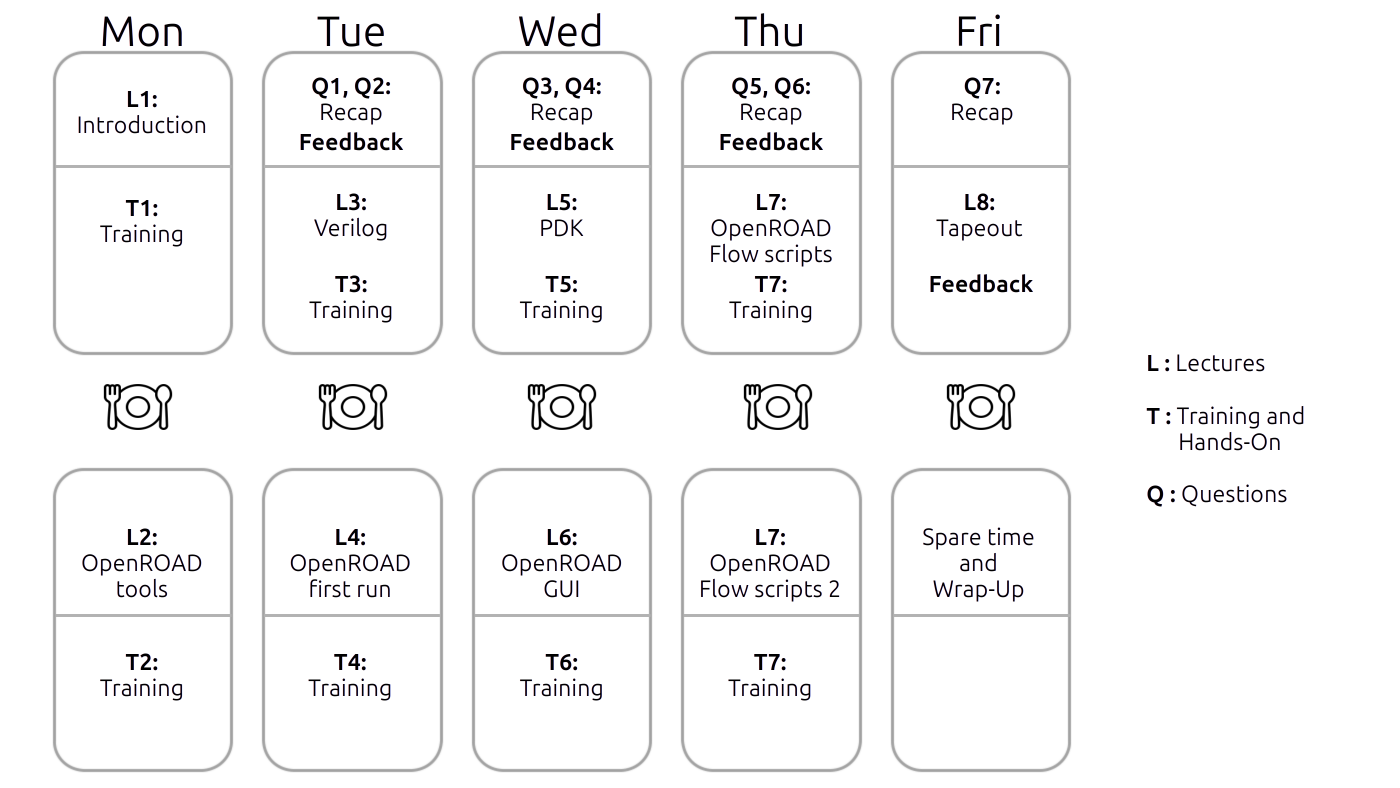 Mon
L1:
Introduction
T1:
Training
L2:
OpenROAD
tools
T2:
Training
Tue
Q1, Q2:
Recap
Feedback
L3:
Verilog
T3:
Training
L4:
OpenROAD
first run
T4:
Training
Wed
Q3, Q4:
Recap
Feedback
L5:
PDK
T5:
Training
L6:
OpenROAD
GUI
T6:
Training
Thu
Q5, Q6:
Recap
Feedback
L7:
OpenROAD
Flow scripts
T7:
Training
L7:
OpenROAD
Flow scripts 2
T7:
Training
Fri
Q7:
Recap
L8:
Tapeout
Feedback
Spare time
and
Wrap-Up
L : Lectures
T : Training and
Hands-On
Q : Questions